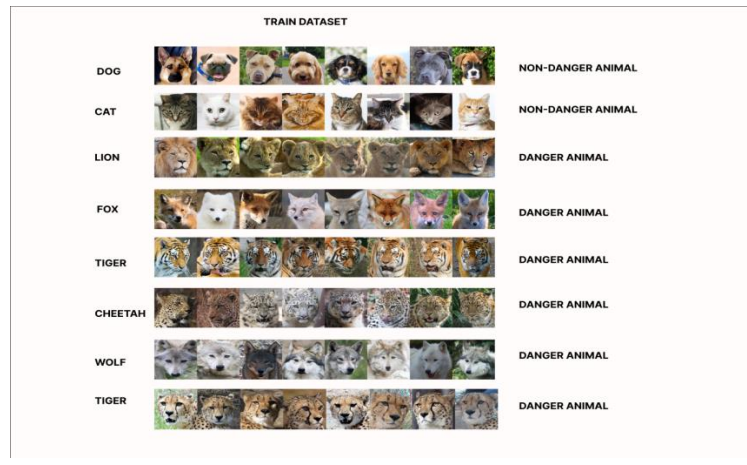 TRAIN DATASET
DOG NON-DANGER ANIMAL
CAT NON-DANGER ANIMAL
LION DANGER ANIMAL
FOX DANGER ANIMAL
TIGER DANGER ANIMAL
CHEETAH DANGER ANIMAL
WOLF DANGER ANIMAL
TIGER DANGER ANIMAL